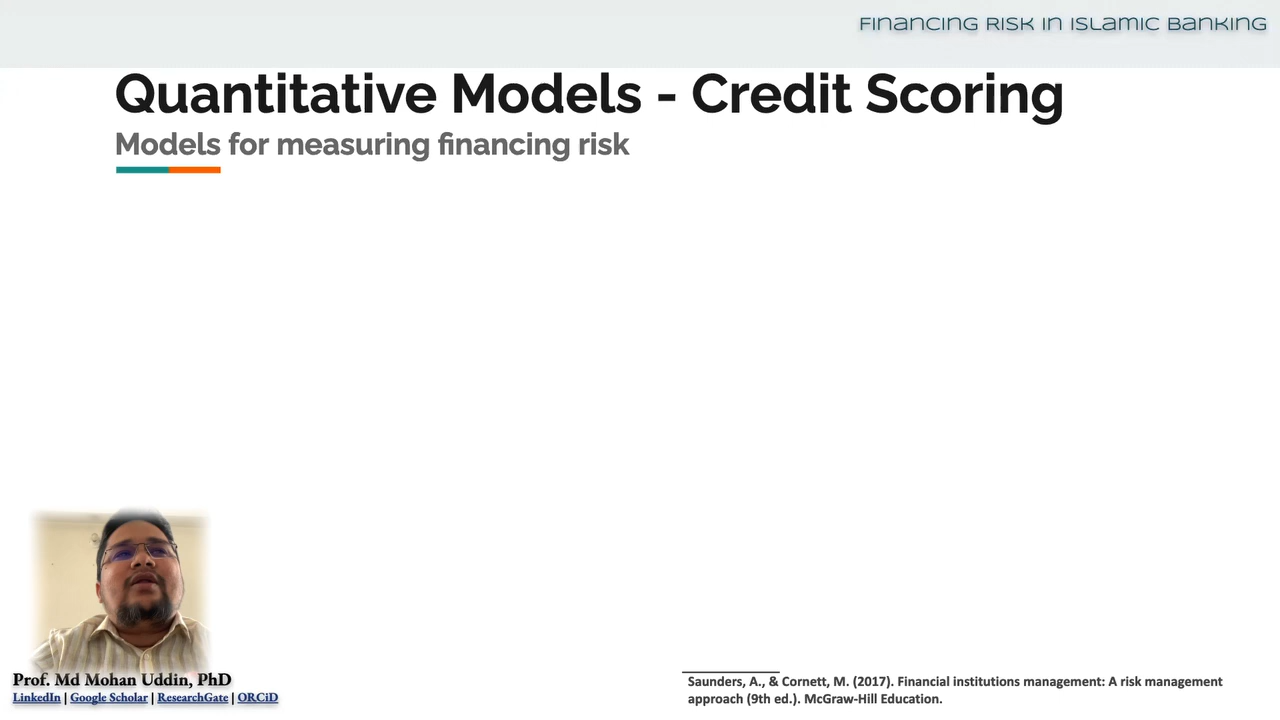 Financing Risk in Islamic Banking
Quantitative Models - Credit Scoring
Models for measuring financing risk
Prof. Md Mohan Uddin, PhD
LinkedIn | Google Scholar | ResearchGate | ORCiD
Saunders, A., & Cornett, M. (2017). Financial institutions management: A risk management
approach (9th ed.). McGraw-Hill Education.